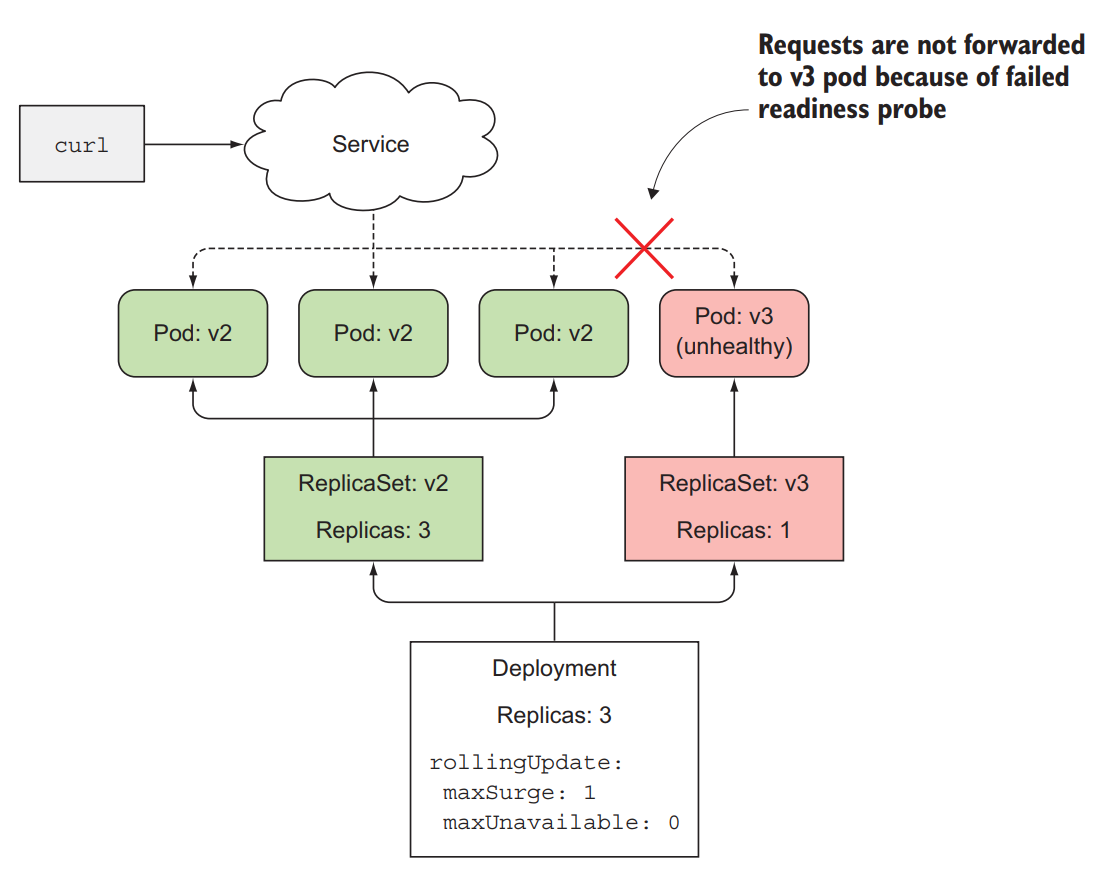 Requests are not forwarded
to v3 pod because of failed
readiness probe
curl
Service
Pod: v2
Pod: v2
Pod: v2
Pod: v3
(unhealthy)
ReplicaSet: v2
Replicas: 3
ReplicaSet: v3
Replicas: 1
Deployment
Replicas: 3
rollingUpdate:
maxSurge: 1
maxUnavailable: 0